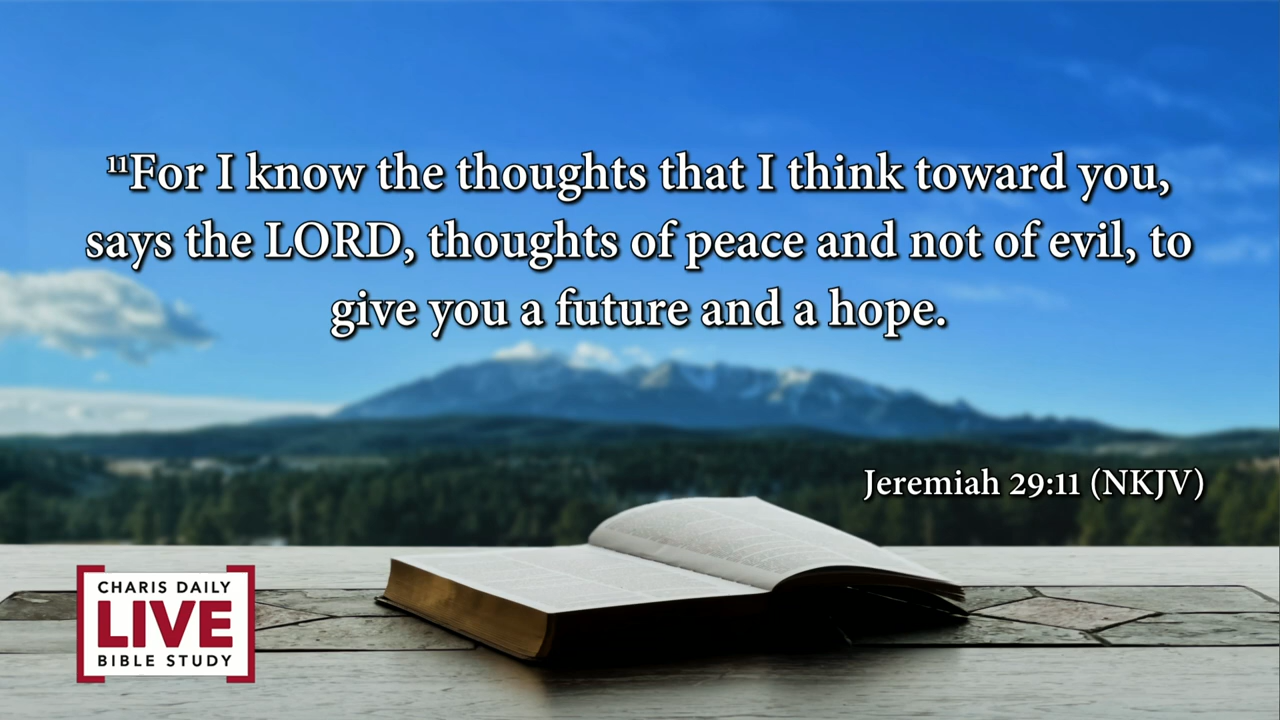 ¹¹For I know the thoughts that I think toward you,
says the LORD, thoughts of peace and not of evil, to
give you a future and a hope.
Jeremiah 29:11 (NKJV)
CHARIS DAILY
LIVE
BIBLE STUDY